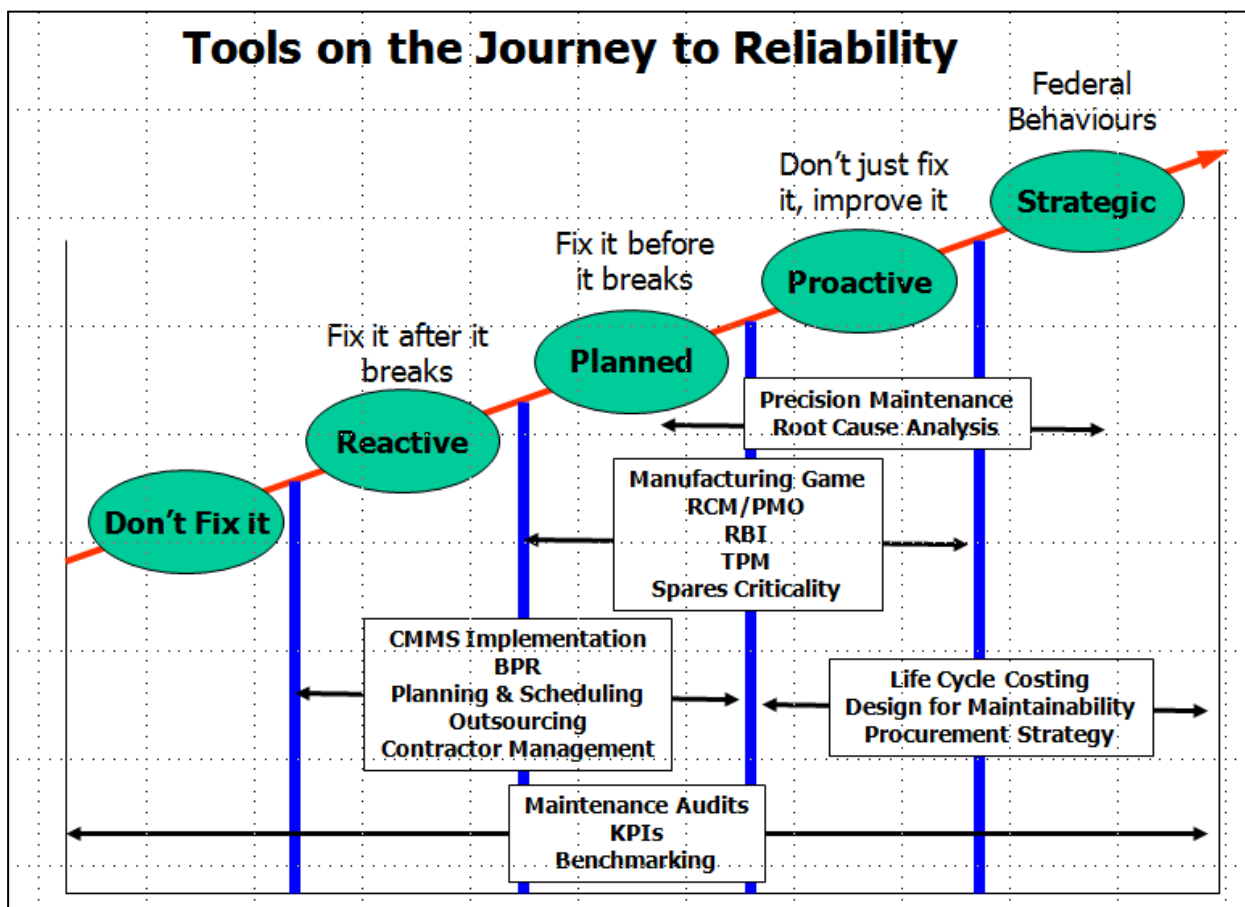 Tools on the Journey to Reliability
Federal
Behaviours
Don't just fix
it, improve it
Strategic
Fix it before
it breaks
Proactive
Fix it after it
breaks
Planned
Reactive
Don't Fix it
Precision Maintenance
Root Cause Analysis
Manufacturing Game
RCM/PMO
RBI
TPM
Spares Criticality
CMMS Implementation
BPR
Planning & Scheduling
Outsourcing
Contractor Management
Life Cycle Costing
Design for Maintainability
Procurement Strategy
Maintenance Audits
KPIs
Benchmarking